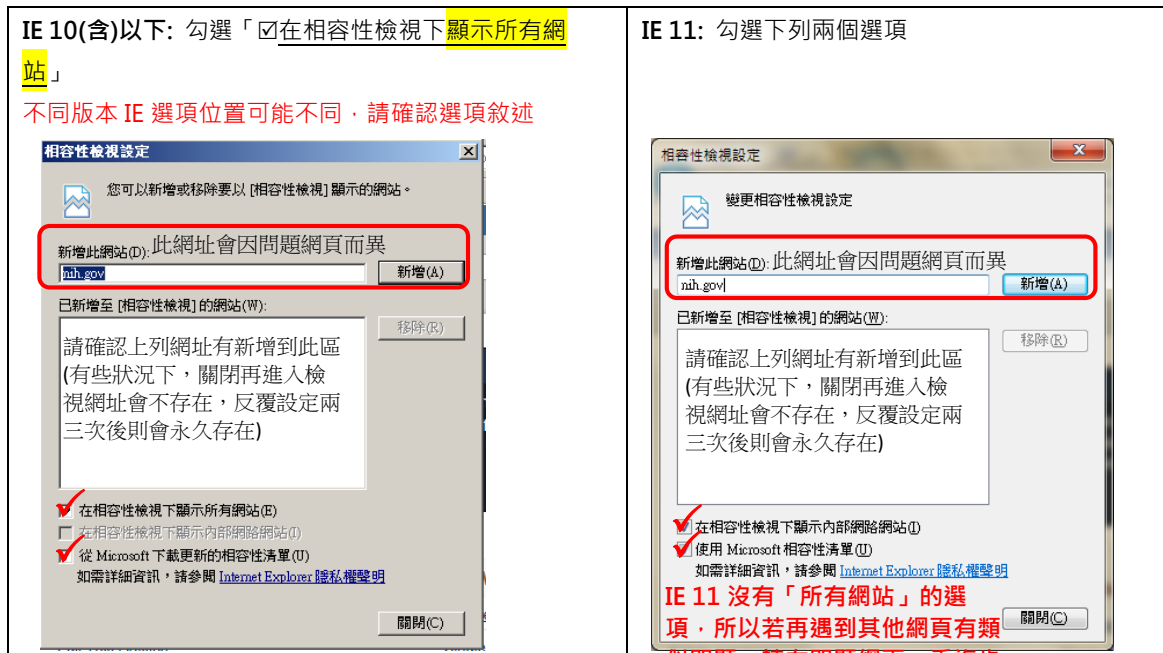 IE 10(含)以下: 勾選「☑在相容性檢視下顯示所有網
站」
不同版本 IE 選項位置可能不同，請確認選項敘述
相容性檢視設定
您可以新增或移除要以 [相容性檢視] 顯示的網站。
新增此網站(D): 此網址會因問題網頁而異
nih.gov
新增(A)
已新增至 [相容性檢視] 的網站(W):
移除(R)
請確認上列網址有新增到此區
(有些狀況下，關閉再進入檢
視網址會不存在，反覆設定兩
三次後則會永久存在)
在相容性檢視下顯示所有網站(E)
在相容性檢視下顯示內部網路網站(I)
從 Microsoft 下載更新的相容性清單(U)
如需詳細資訊，請參閱 Internet Explorer 隱私權聲明
關閉(C)
IE 11: 勾選下列兩個選項
相容性檢視設定
變更相容性檢視設定
新增此網站(D): 此網址會因問題網頁而異
nih.gov
新增(A)
已新增至 [相容性檢視] 的網站(W):
移除(R)
請確認上列網址有新增到此區
(有些狀況下，關閉再進入檢
視網址會不存在，反覆設定兩
三次後則會永久存在)
在相容性檢視下顯示內部網路網站(I)
使用 Microsoft 相容性清單(U)
如需詳細資訊，請參閱 Internet Explorer 隱私權聲明
IE 11 沒有「所有網站」的選
項，所以若再遇到其他網頁有類
關閉(C)